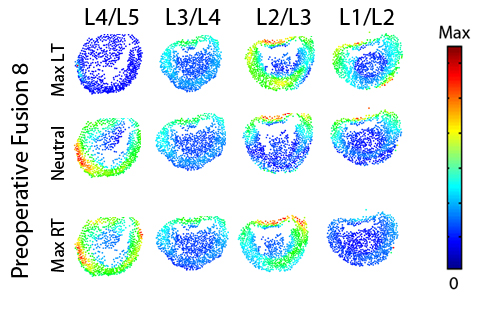 L4/L5 L3/L4 L2/L3 L1/L2
Max
Preoperative Fusion 8
Max LT
Neutral
Max RT
0